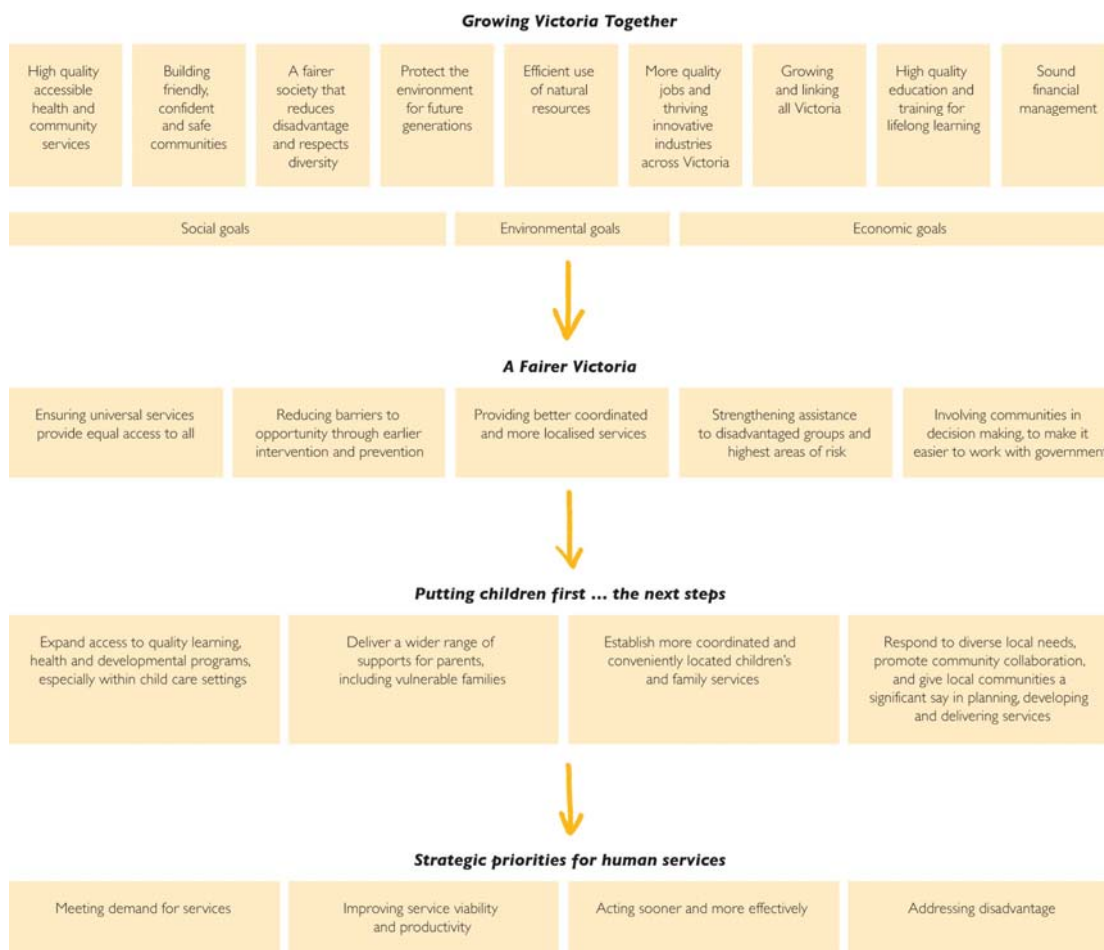 Growing Victoria Together
High quality
accessible
health and
community
services
Building
friendly,
confident
and safe
communities
A fairer
society that
reduces
disadvantage
and respects
diversity
Protect the
environment
for future
generations
Efficient use
of natural
resources
More quality
jobs and
thriving
innovative
industries
across Victoria
Growing
and linking
all Victoria
High quality
education and
training for
lifelong learning
Sound
financial
management
Social goals
Environmental goals
Economic goals
A Fairer Victoria
Ensuring universal services
provide equal access to all
Reducing barriers to
opportunity through earlier
intervention and prevention
Providing better coordinated
and more localised services
Strengthening assistance
to disadvantaged groups and
highest areas of risk
Involving communities in
decision making, to make it
easier to work with government
Putting children first ... the next steps
Expand access to quality learning,
health and developmental programs,
especially within child care settings
Deliver a wider range of
supports for parents,
including vulnerable families
Establish more coordinated and
conveniently located children's
and family services
Respond to diverse local needs,
promote community collaboration,
and give local communities a
significant say in planning, developing
and delivering services
Strategic priorities for human services
Meeting demand for services
Improving service viability
and productivity
Acting sooner and more effectively
Addressing disadvantage